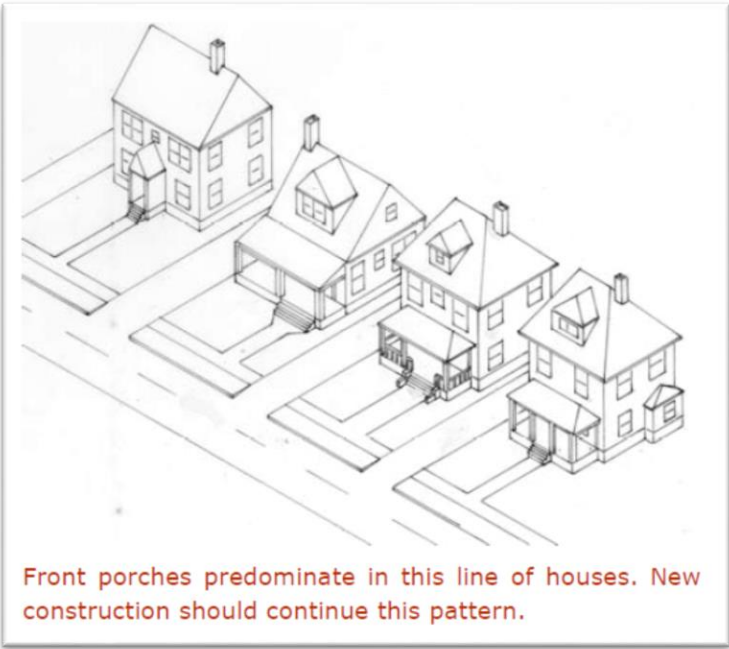 Front porches predominate in this line of houses. New
construction should continue this pattern.